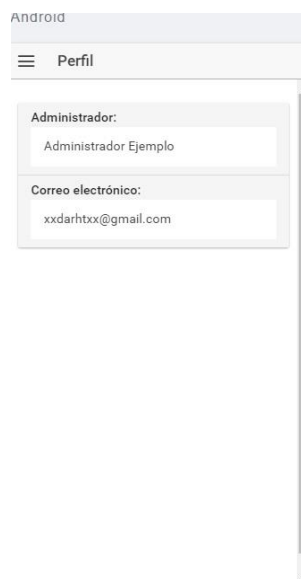 Android
Perfil
Administrador:
Administrador Ejemplo
Correo electrónico:
xxdarhtxx@gmail.com